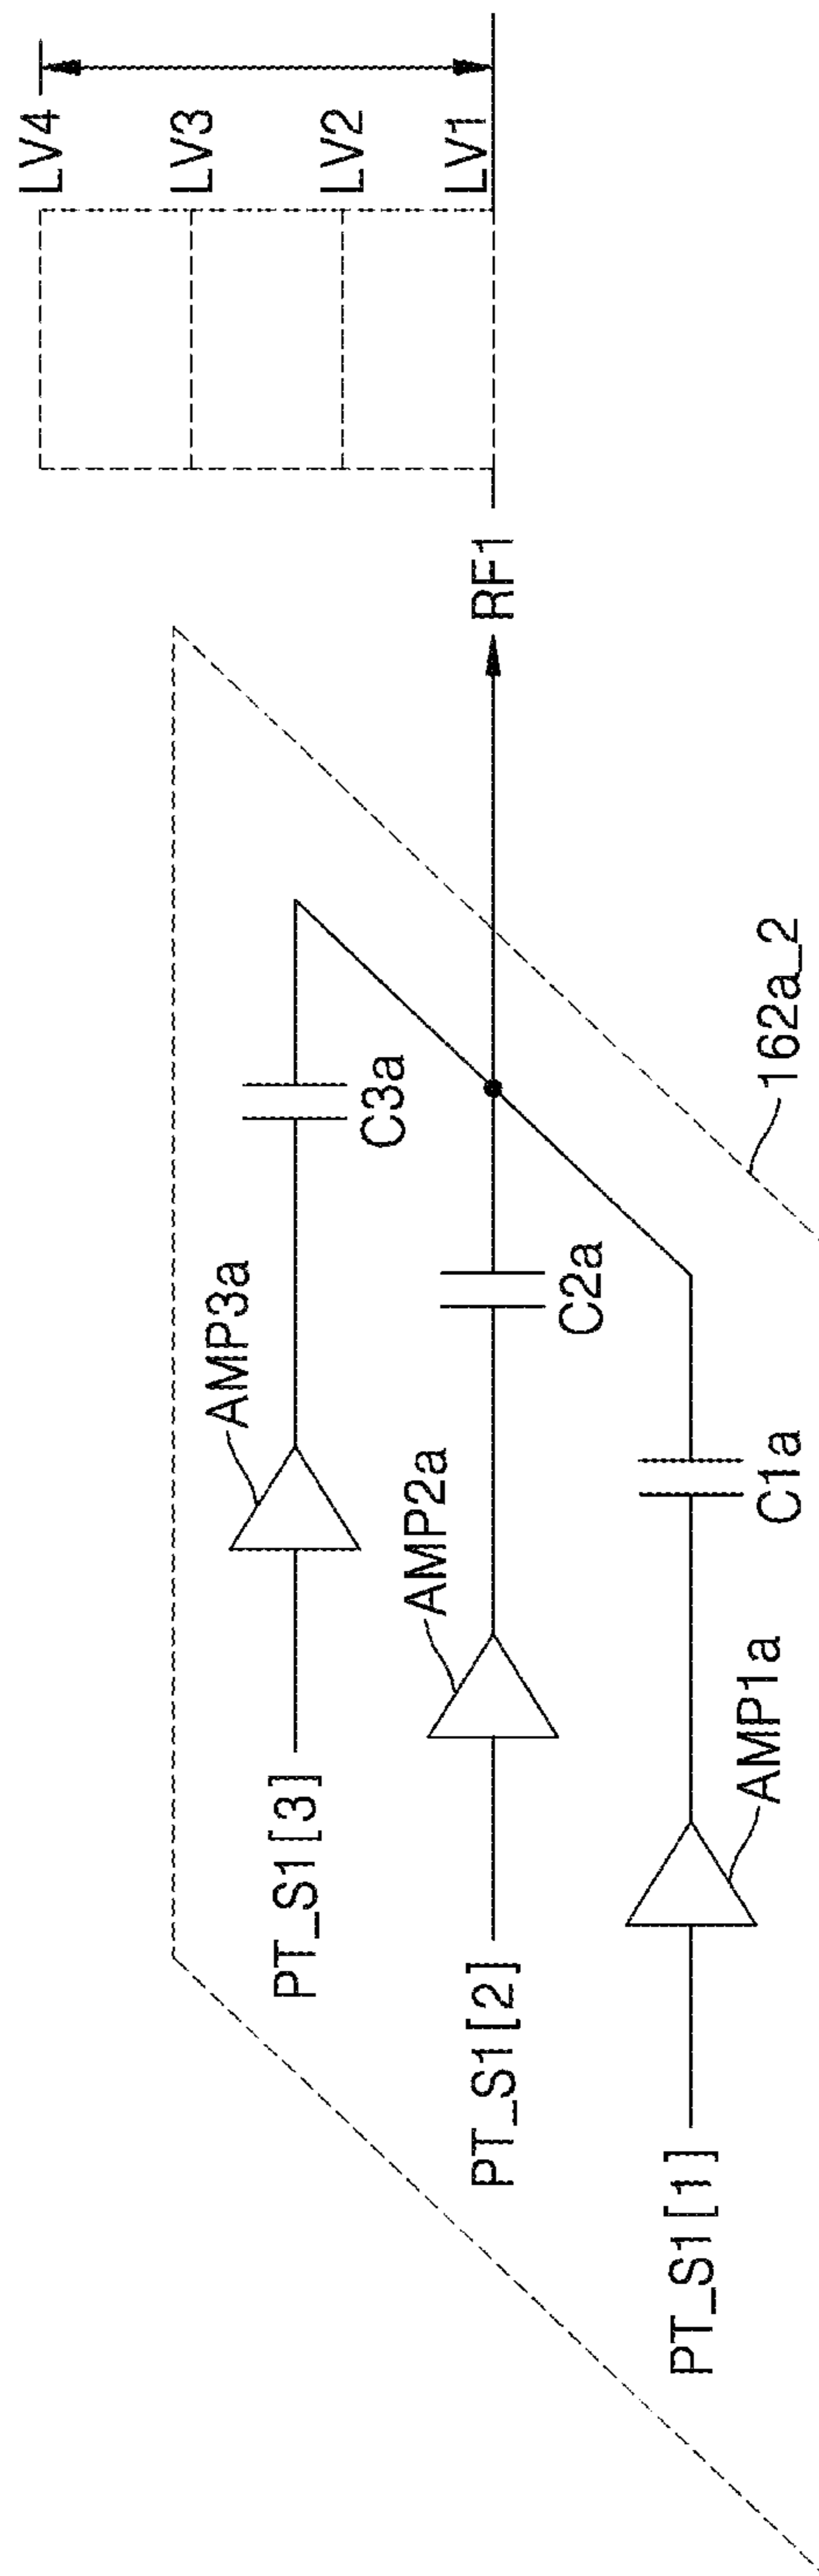 LV4
LV3
LV2
LV1
RF1
AMP3a
C3a
PT_S1[3]
AMP2a
C2a
PT_S1[2]
AMP1a
C1a
PT_S1[1]
162a_2